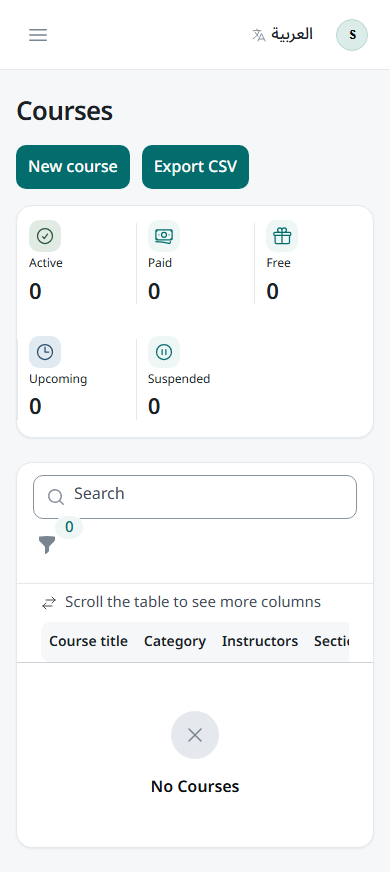 العربية
S
Courses
New course
Export CSV
Active
Paid
Free
0
0
0
Upcoming
Suspended
0
0
Search
0
Scroll the table to see more columns
Course title Category Instructors
No Courses